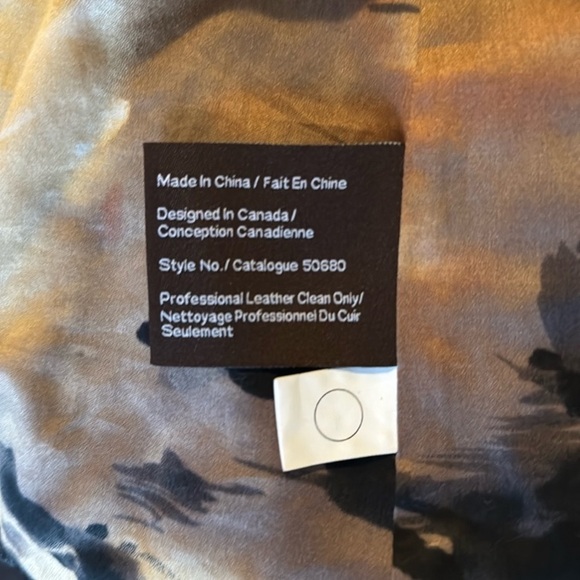 Made In China / Fait En Chine
Designed In Canada /
Conception Canadienne
Style No./ Catalogue 50680
Professional Leather Clean Only/
Nettoyage Professionnel Du Cuir
Seulement